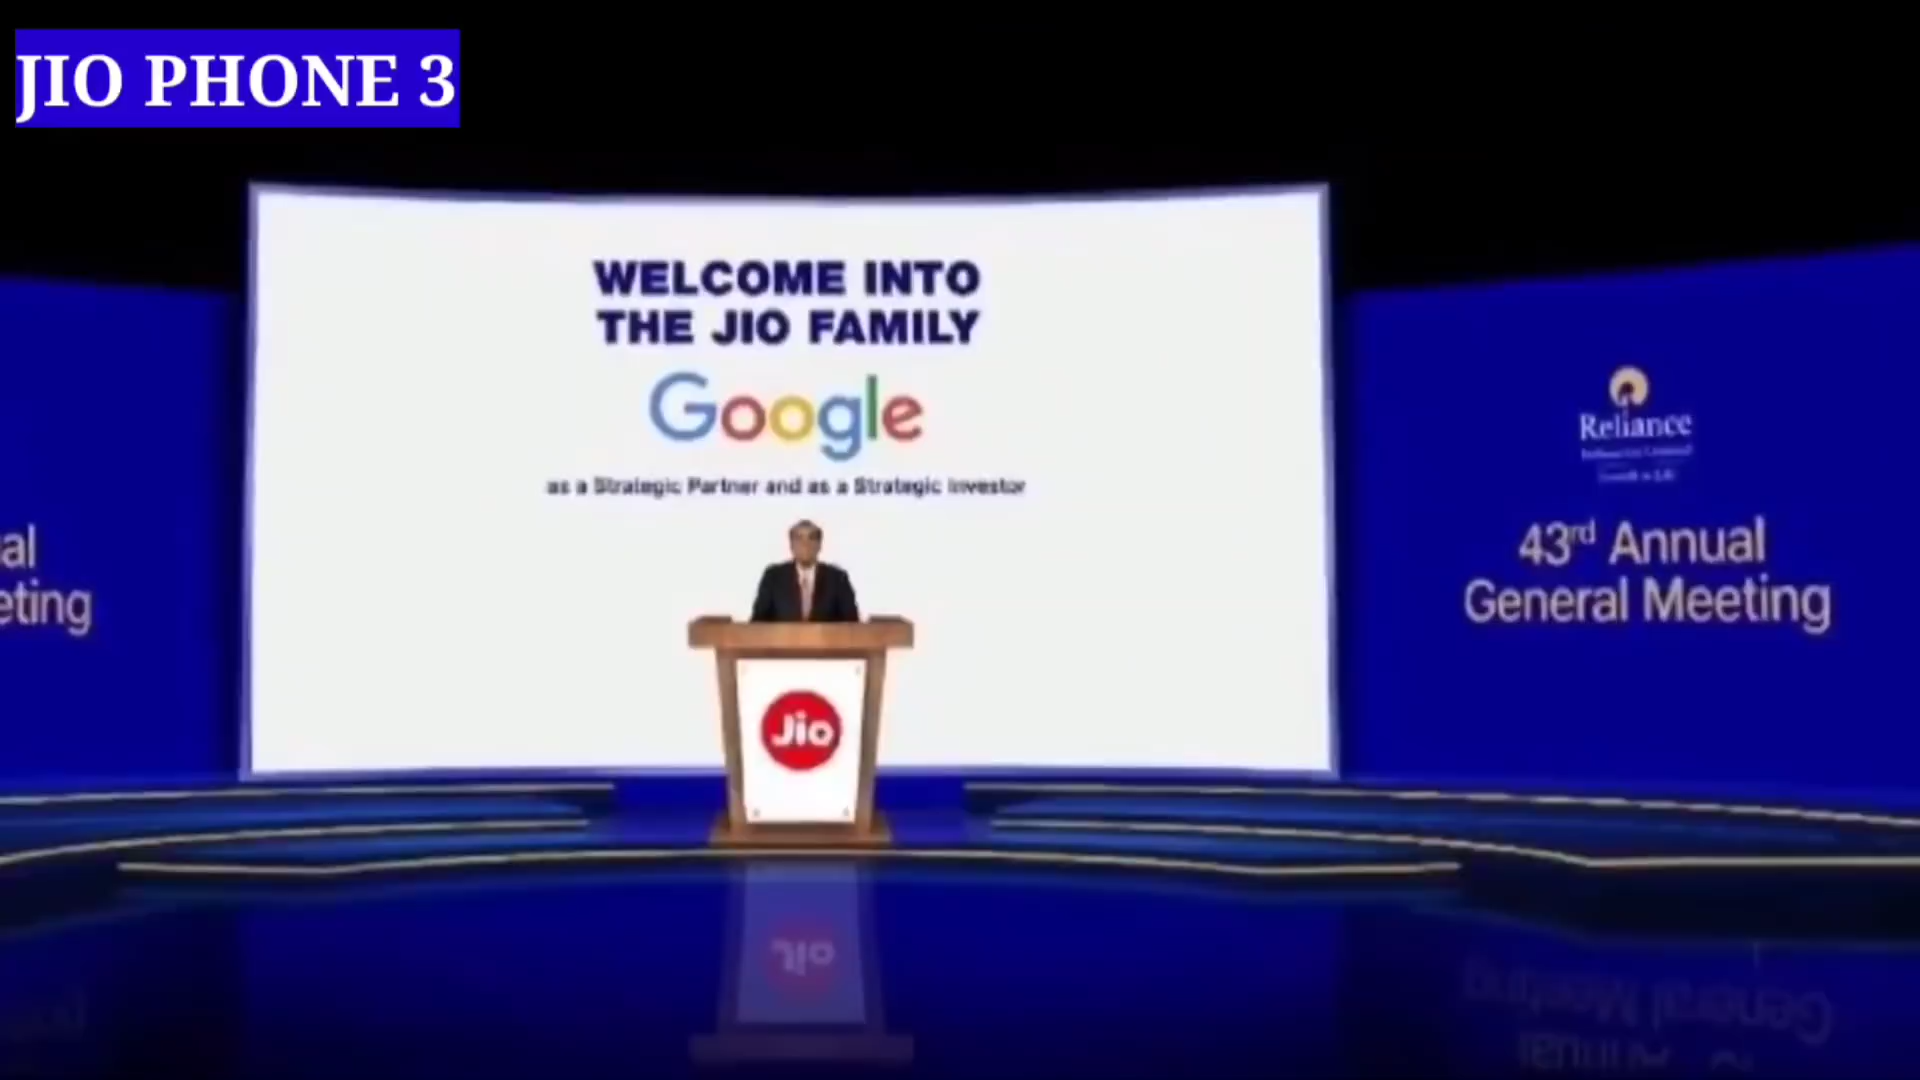 JIO PHONE 3
WELCOME INTO
THE JIO FAMILY
Google
as a Strategic Partner and as a Strategic Investor
Reliance
43rd Annual
General Meeting
al
eting
Jio